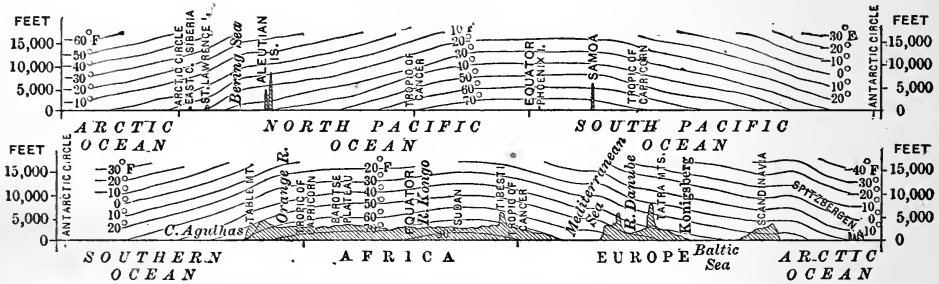 FEET
15,000
10,000
5,000
0
—60°F
—50°
—40°
—30°
—20°
—10°
ARCTIC CIRCLE
EAST. SIBERIA
ST. LAWRENCE I.
Bering Sea
ALEUTIAN
IS.
10°
0°
10°
20°
30°
40°
50°
60°
70°
TROPIC OF
CANCER
EQUATOR
PHOENIX I.
SAMOA
TROPIC OF
CAPRICORN
30°F
20°
10°
0°
10°
20°
ANTARCTIC CIRCLE
FEET
15,000
10,000
5,000
0
ARCTIC
OCEAN
NORTH PACIFIC
OCEAN
SOUTH PACIFIC
OCEAN
FEET
15,000
10,000
5,000
0
ANTARCTIC CIRCLE
—30°F
20°
10°
0
10°
20°
C. Agulhas
TABLE MT.
Orange R.
TROPIC OF
CAPRICORN
BAROTSE
PLATEAU
20°F
30°
40°
50°
60°
70°
EQUATOR
R. Kongo
80°
SUDAN
TIBESTI
TROPIC OF
CANCER
Mediterranean
Sea
R. Danube
TATRA MTS.
Konigsberg
SCANDINAVIA
SPITZBERGEN
40°F
30°
20°
10°
0°
10°
FEET
15,000
10,000
5,000
0
SOUTHERN
OCEAN
AFRICA
EUROPE
Baltic
Sea
ARCTIC
OCEAN